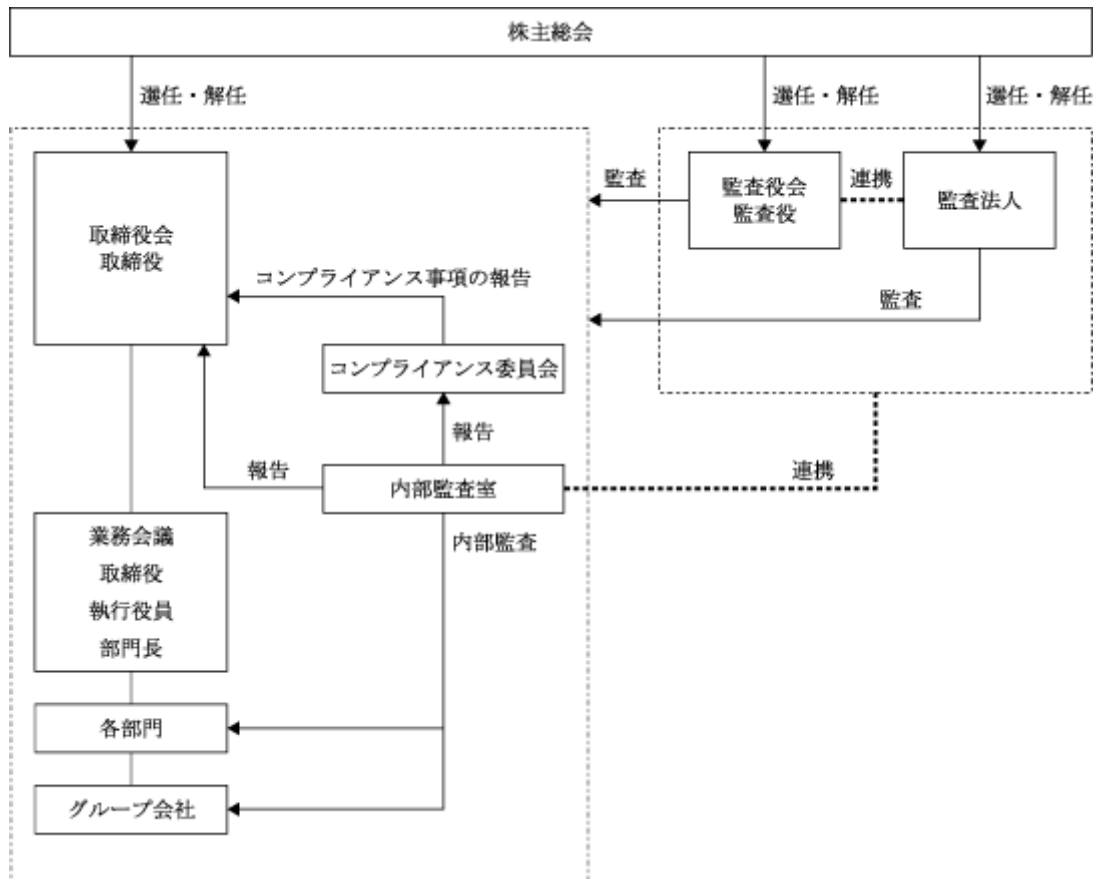 株主総会
選任・解任
選任・解任
選任・解任
取締役会
取締役
監査
監査役会
監査役
連携
監査法人
コンプライアンス事項の報告
監査
コンプライアンス委員会
報告
報告
内部監査室
連携
内部監査
業務会議
取締役
執行役員
部門長
各部門
グループ会社